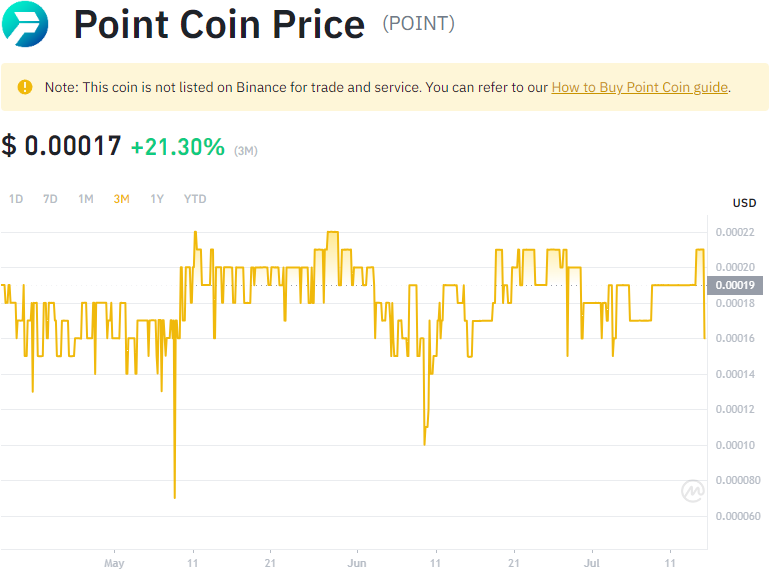 Point Coin Price (POINT)
Note: This coin is not listed on Binance for trade and service. You can refer to our How to Buy Point Coin guide.
$ 0.00017 +21.30% (3M)
1D 7D 1M 3M 1Y YTD
USD
0.00022
0.00020
0.00019
0.00018
0.00016
0.00014
0.00012
0.00010
0.000080
0.000060
May 11 21 Jun 11 21 Jul 11